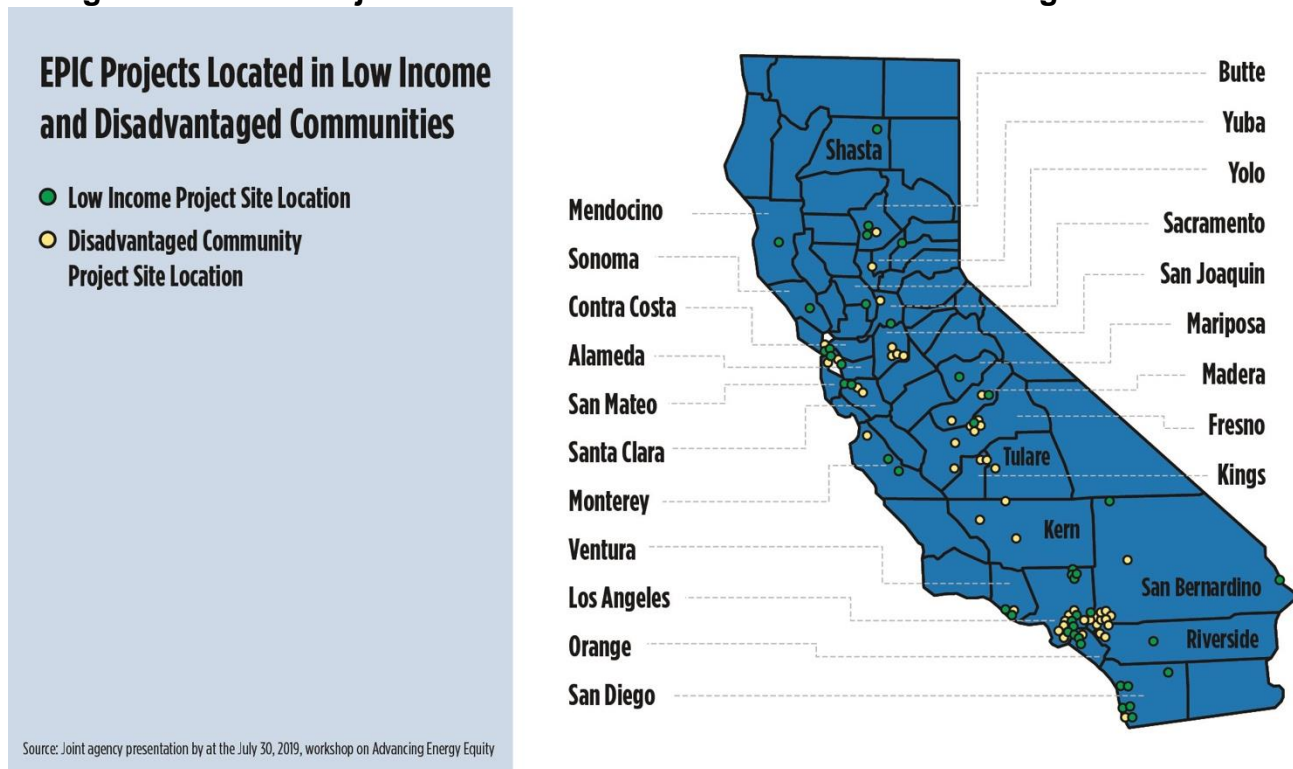 EPIC Projects Located in Low Income
and Disadvantaged Communities
Low Income Project Site Location
Disadvantaged Community
Project Site Location
Source: Joint agency presentation by at the July 30, 2019, workshop on Advancing Energy Equity
Mendocino
Sonoma
Contra Costa
Alameda
San Mateo
Santa Clara
Monterey
Ventura
Los Angeles
Orange
San Diego
Shasta
Tulare
Kern
San Bernardino
Riverside
Butte
Yuba
Yolo
Sacramento
San Joaquin
Mariposa
Madera
Fresno
Kings